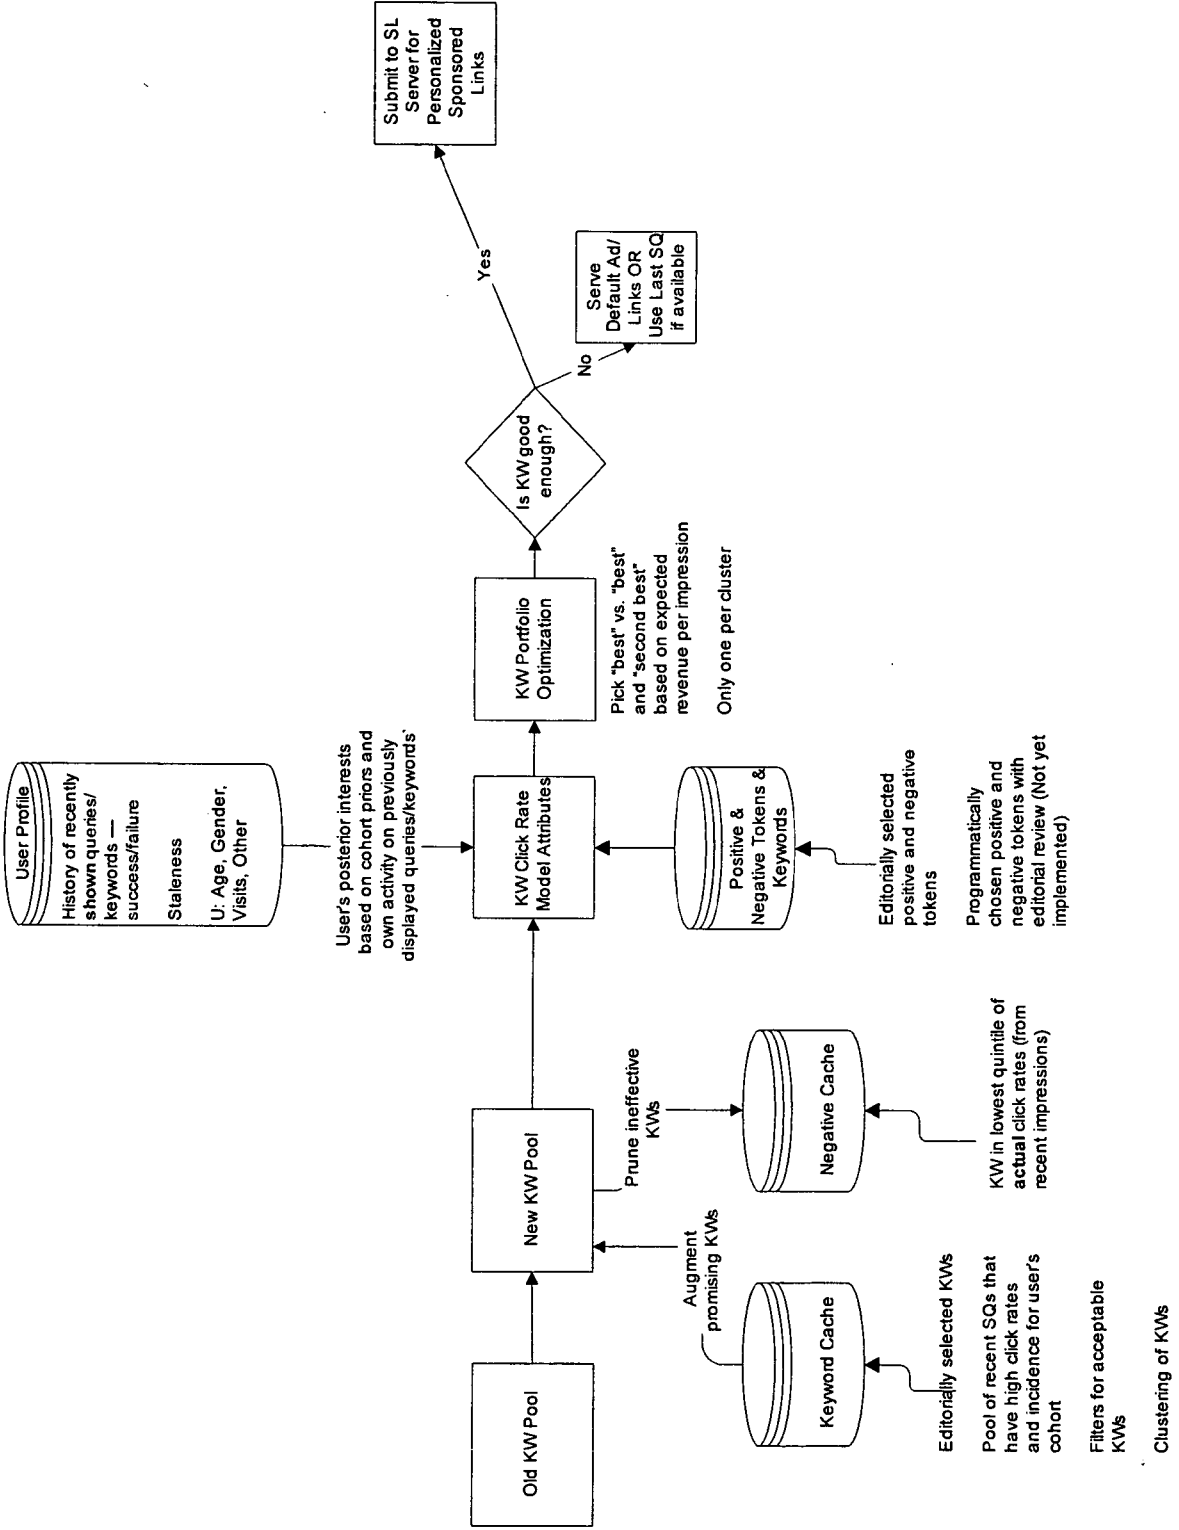 User Profile
History of recently
shown queries/
keywords —
success/failure
Staleness
U: Age, Gender,
Visits, Other
User's posterior interests
based on cohort priors and
own activity on previously
displayed queries/keywords`
Old KW Pool
New KW Pool
KW Click Rate
Model Attributes
KW Portfolio
Optimization
Is KW good
enough?
Yes
Submit to SL
Server for
Personalized
Sponsored
Links
No
Serve
Default Ad/
Links OR
Use Last SQ
if available
Pick "best" vs. "best"
and "second best"
based on expected
revenue per impression
Only one per cluster
Augment
promising KWs
Prune ineffective
KWs
Keyword Cache
Negative Cache
Positive &
Negative Tokens &
Keywords
Editorially selected KWs
Pool of recent SQs that
have high click rates
and incidence for user's
cohort
Filters for acceptable
KWs
Clustering of KWs
KW in lowest quintile of
actual click rates (from
recent impressions)
Editorially selected
positive and negative
tokens
Programmatically
chosen positive and
negative tokens with
editorial review (Not yet
implemented)